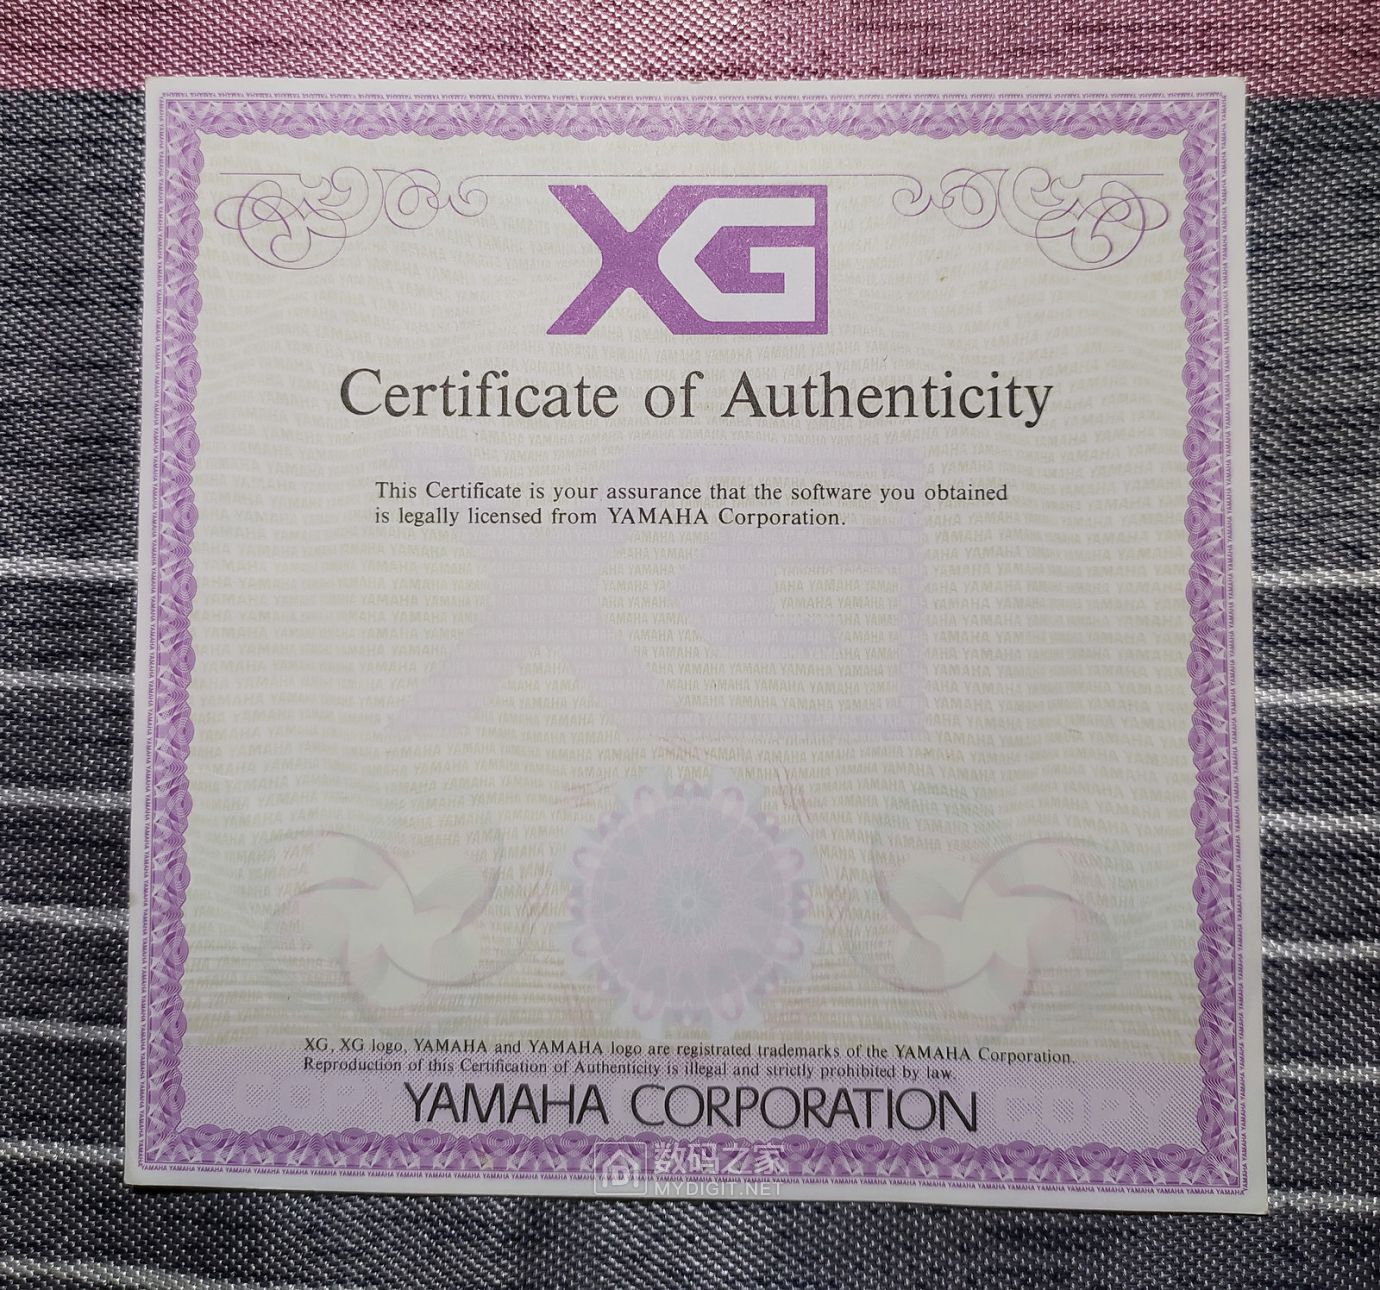 XG
Certificate of Authenticity
This Certificate is your assurance that the software you obtained
is legally licensed from YAMAHA Corporation.
XG, XG logo, YAMAHA and YAMAHA logo are registrated trademarks of the YAMAHA Corporation.
Reproduction of this Certification of Authenticity is illegal and strictly prohibited by law.
COPY
YAMAHA CORPORATION
数码之家
MYDIGIT.NET